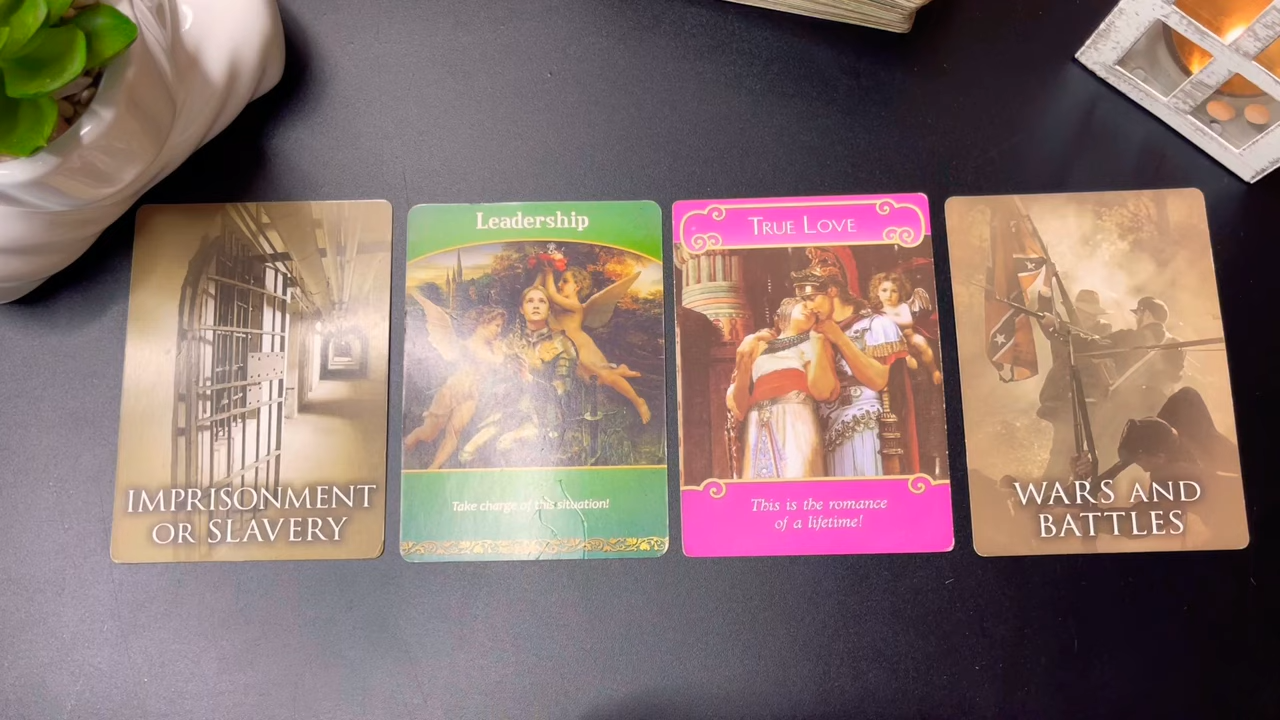 IMPRISONMENT
OR SLAVERY
Leadership
Take charge of this situation!
TRUE LOVE
This is the romance
of a lifetime!
WARS AND
BATTLES